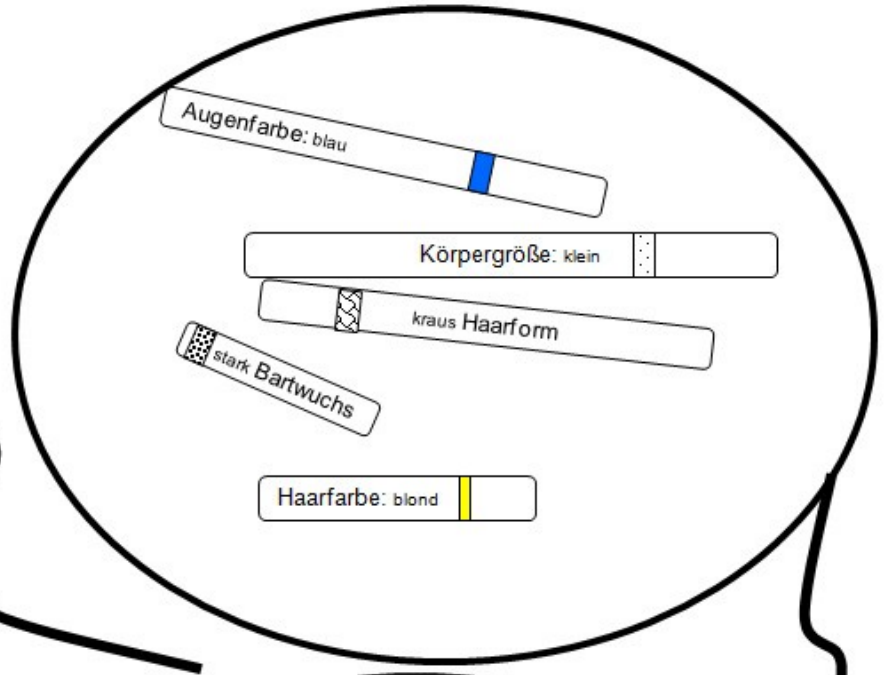 Augenfarbe: blau
Körpergröße: klein
kraus Haarform
stark Bartwuchs
Haarfarbe: blond